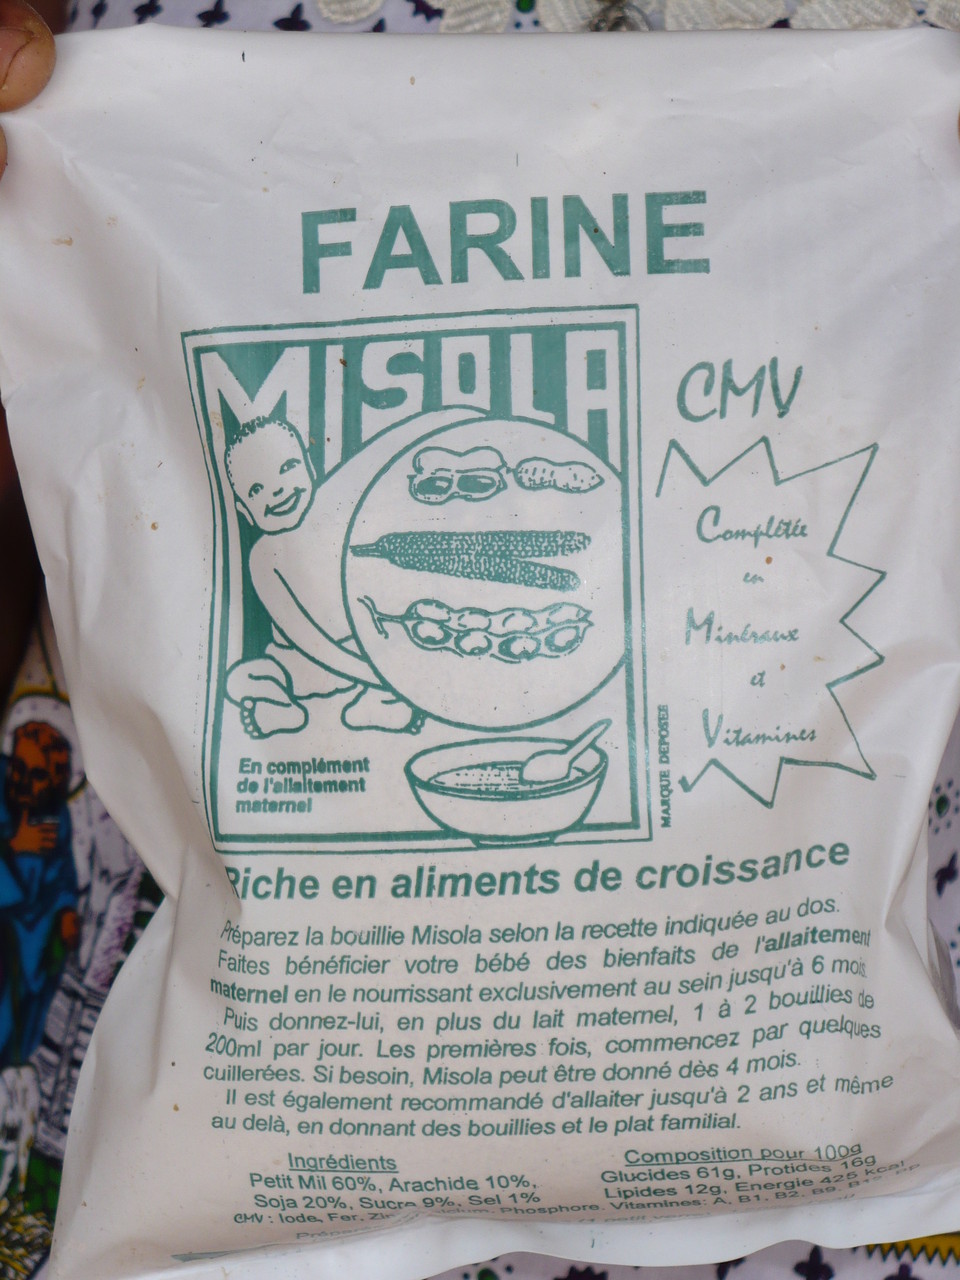 FARINE
MISOLA
CMV
Complétée
en
Minéraux
et
Vitamines
MARQUE DEPOSEE
En complément
de l'allaitement
maternel
Riche en aliments de croissance
Préparez la bouillie Misola selon la recette indiquée au dos.
Faites bénéficier votre bébé des bienfaits de l'allaitement
maternel en le nourrissant exclusivement au sein jusqu'à 6 mois.
Puis donnez-lui, en plus du lait maternel, 1 à 2 bouillies de
200ml par jour. Les premières fois, commencez par quelques
cuillerées. Si besoin, Misola peut être donné dès 4 mois.
Il est également recommandé d'allaiter jusqu'à 2 ans et même
au delà, en donnant des bouillies et le plat familial.
Ingrédients
Petit Mil 60%, Arachide 10%,
Soja 20%, Sucre 9%, Sel 1%
Composition pour 100g
Glucides 61g, Protides 16g
Lipides 12g, Energie 425 kcal
CMV : Iode, Fer, Phosphore, Vitamines: A, B1, B2, B9,